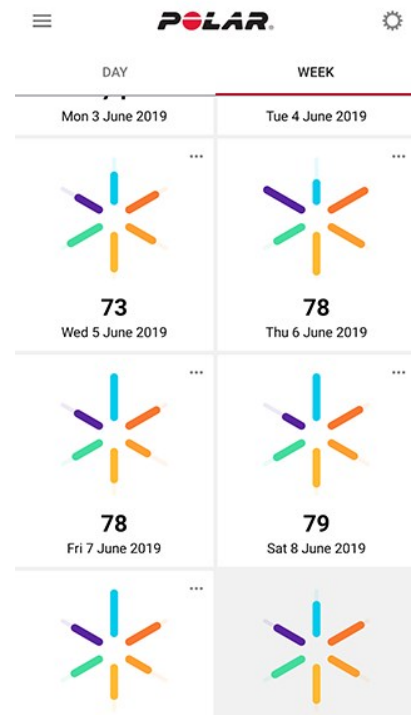 POLAR
DAY WEEK
Mon 3 June 2019 Tue 4 June 2019
73 78
Wed 5 June 2019 Thu 6 June 2019
78 79
Fri 7 June 2019 Sat 8 June 2019